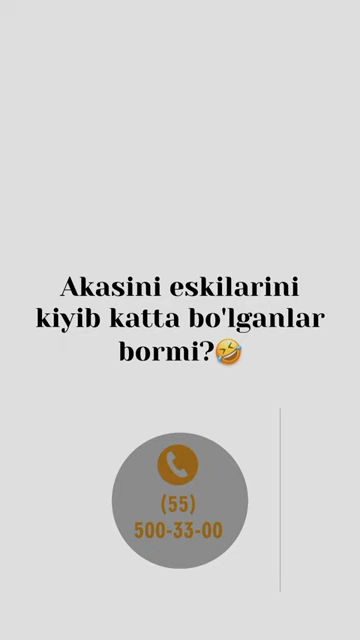 Akasini eskilarini
kiyib katta bo'lganlar
bormi?🤣
(55)
500-33-00